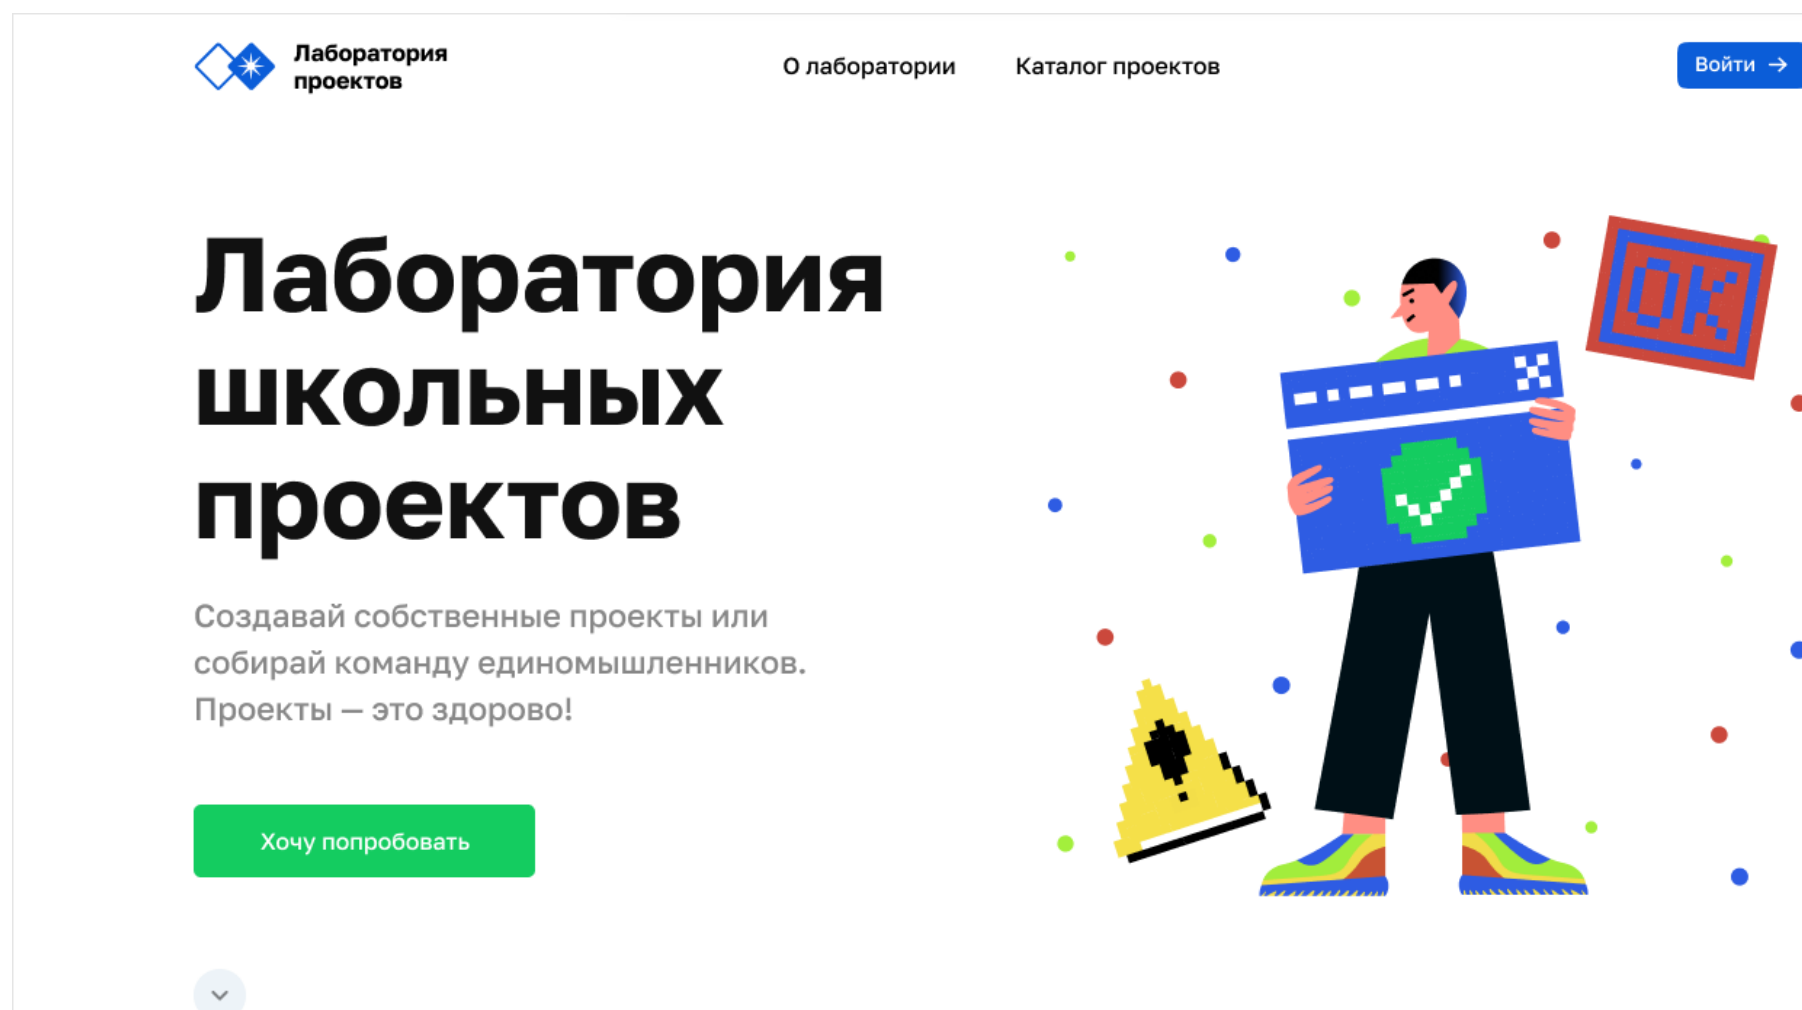 Лаборатория
проектов
О лаборатории
Каталог проектов
Войти
Лаборатория
школьных
проектов
Создавай собственные проекты или
собирай команду единомышленников.
Проекты — это здорово!
Хочу попробовать
OK
!